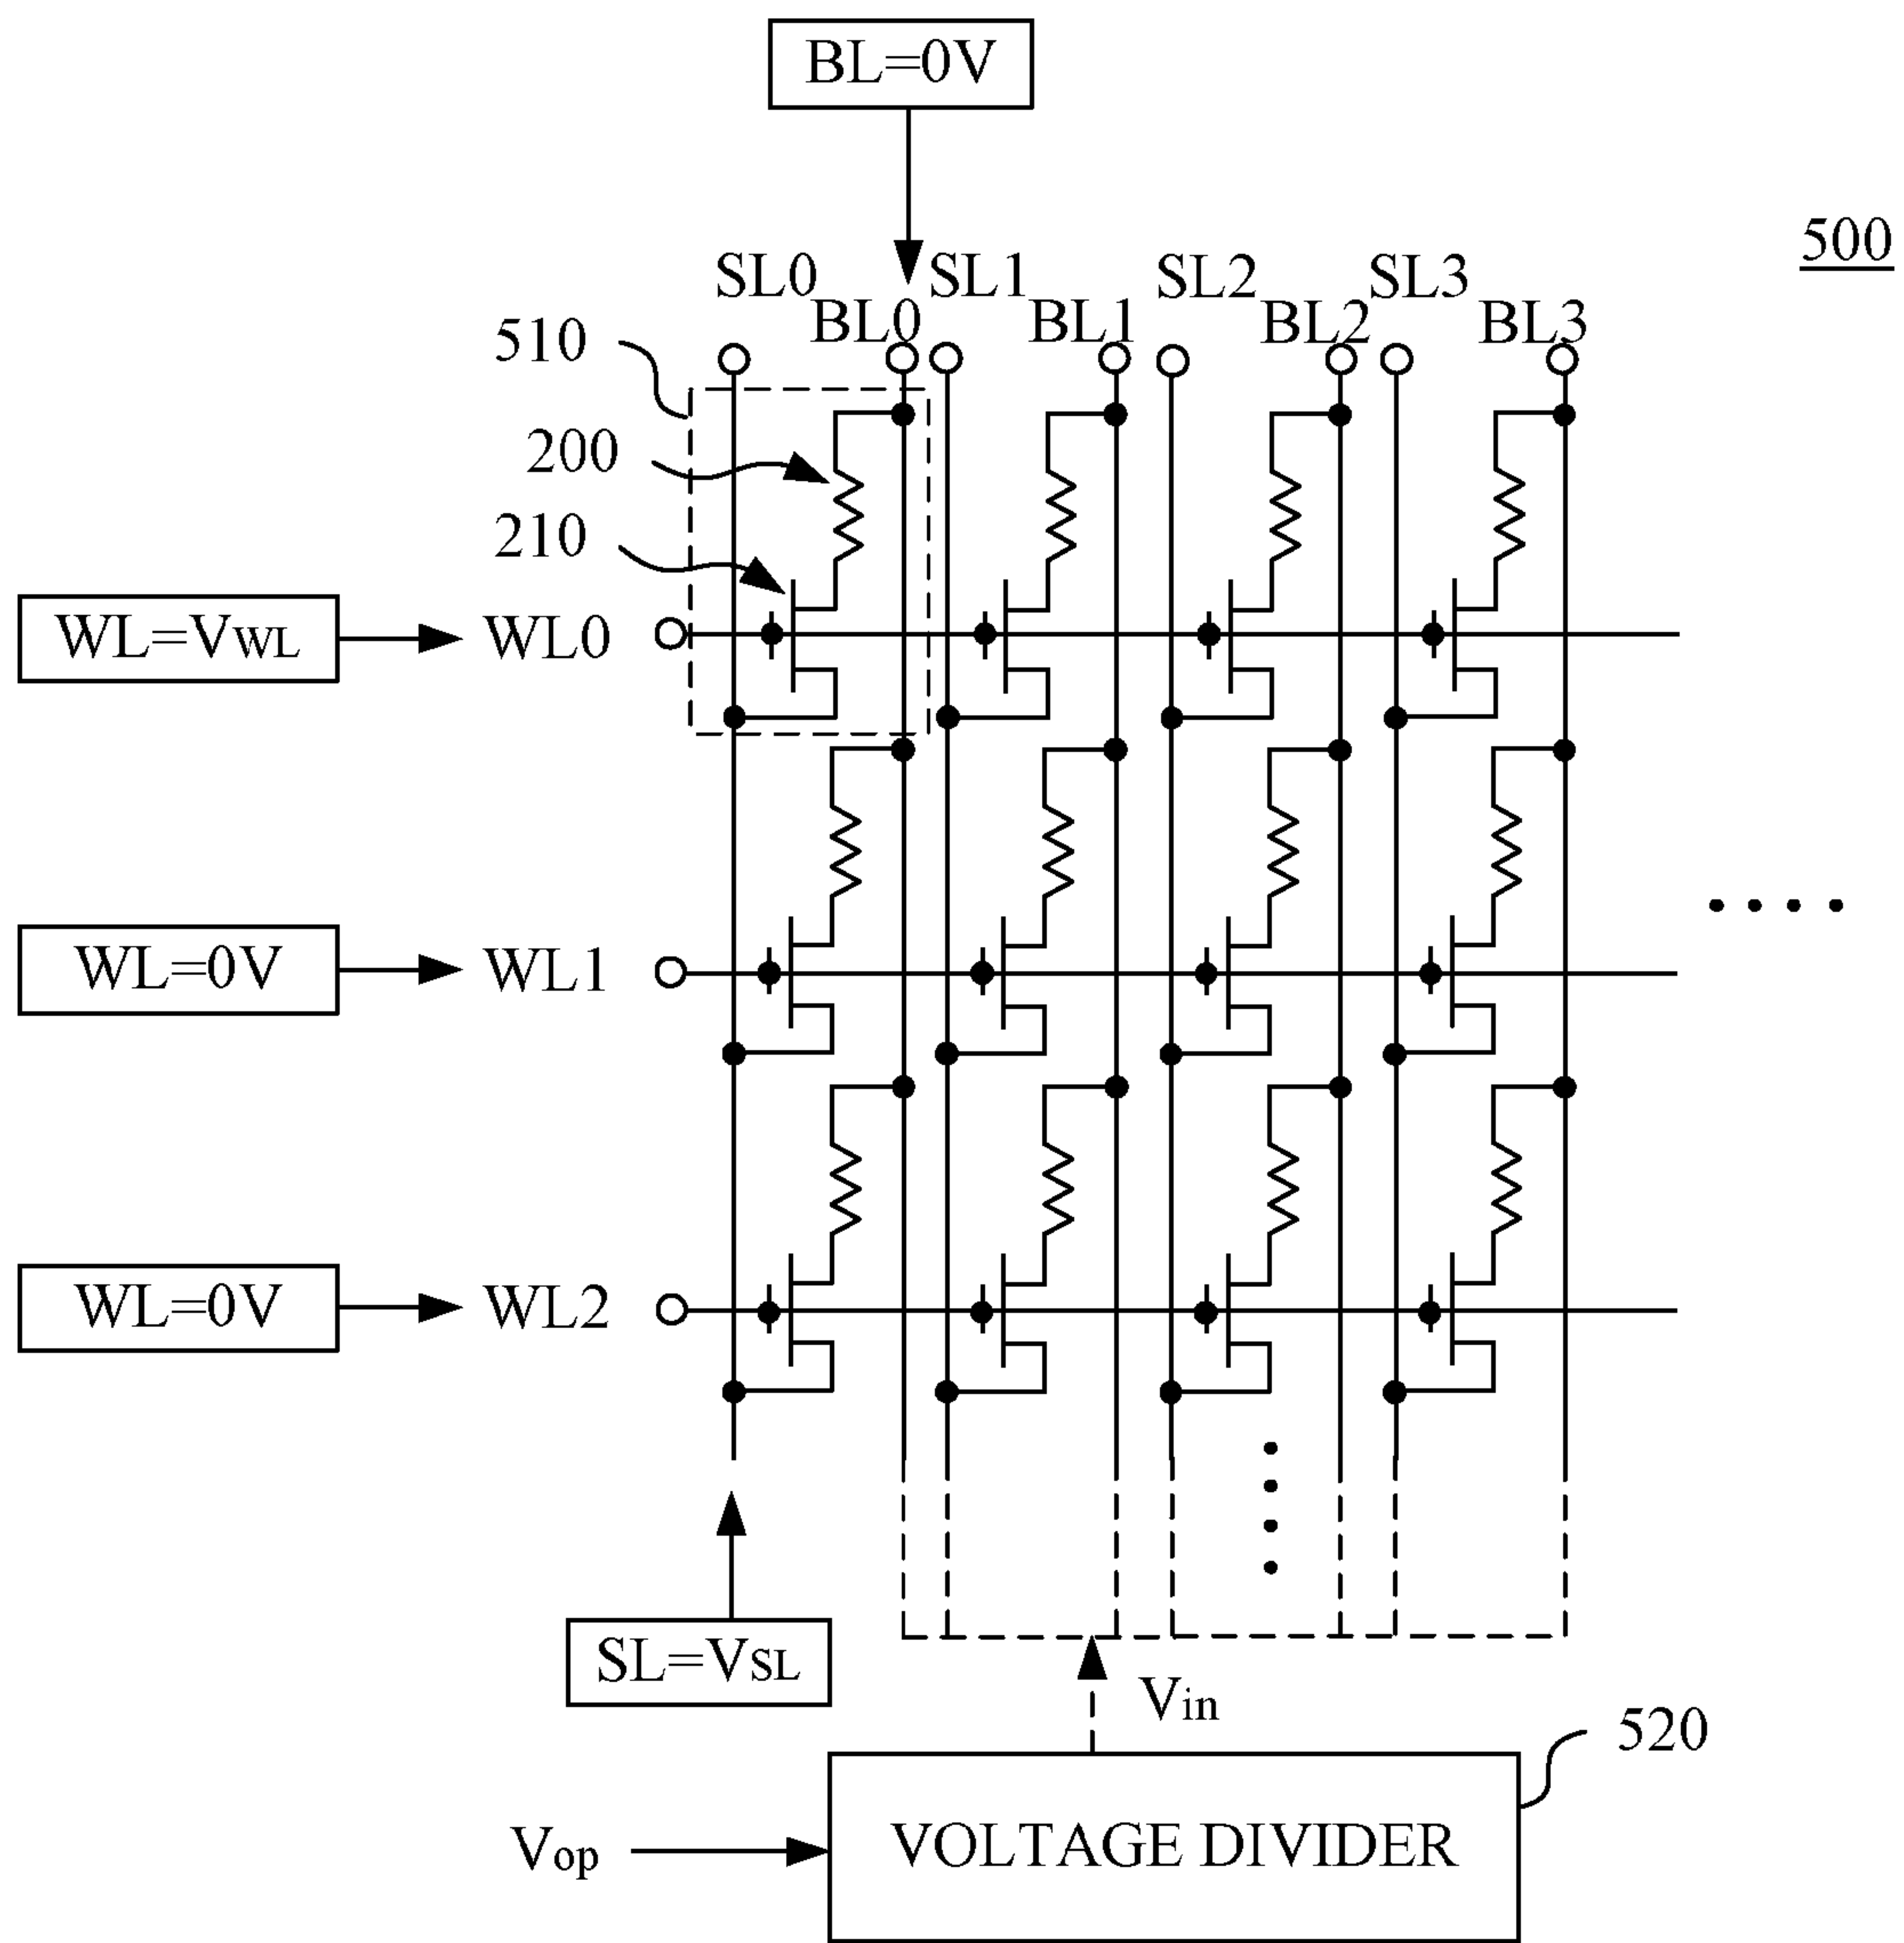 BL=0V
500
SL0 SL1 SL2 SL3
BL0 BL1 BL2 BL3
510
200
210
WL=VWL WL0
WL=0V WL1
WL=0V WL2
SL=VSL
Vin
520
Vop
VOLTAGE DIVIDER